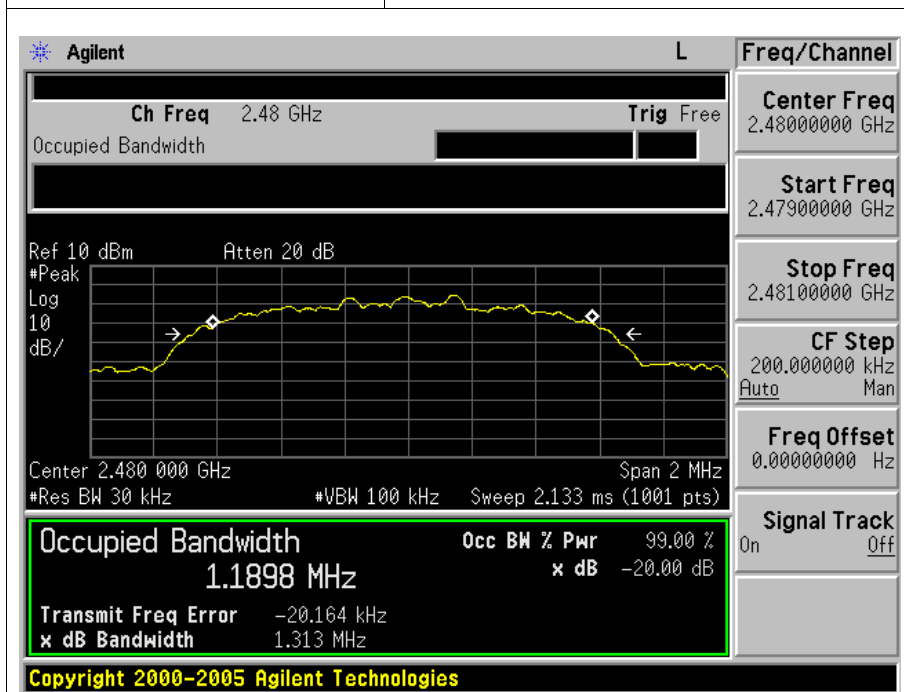 Agilent L Freq/Channel
Ch Freq 2.48 GHz Trig Free
Occupied Bandwidth
Center Freq
2.48000000 GHz
Start Freq
2.47900000 GHz
Stop Freq
2.48100000 GHz
CF Step
200.000000 kHz
Auto Man
Freq Offset
0.00000000 Hz
Signal Track
On Off
Ref 10 dBm Atten 20 dB
#Peak
Log
10
dB/
Center 2.480 000 GHz Span 2 MHz
#Res BW 30 kHz #VBW 100 kHz Sweep 2.133 ms (1001 pts)
Occupied Bandwidth
1.1898 MHz
Occ BW % Pwr 99.00 %
x dB -20.00 dB
Transmit Freq Error -20.164 kHz
x dB Bandwidth 1.313 MHz
Copyright 2000-2005 Agilent Technologies